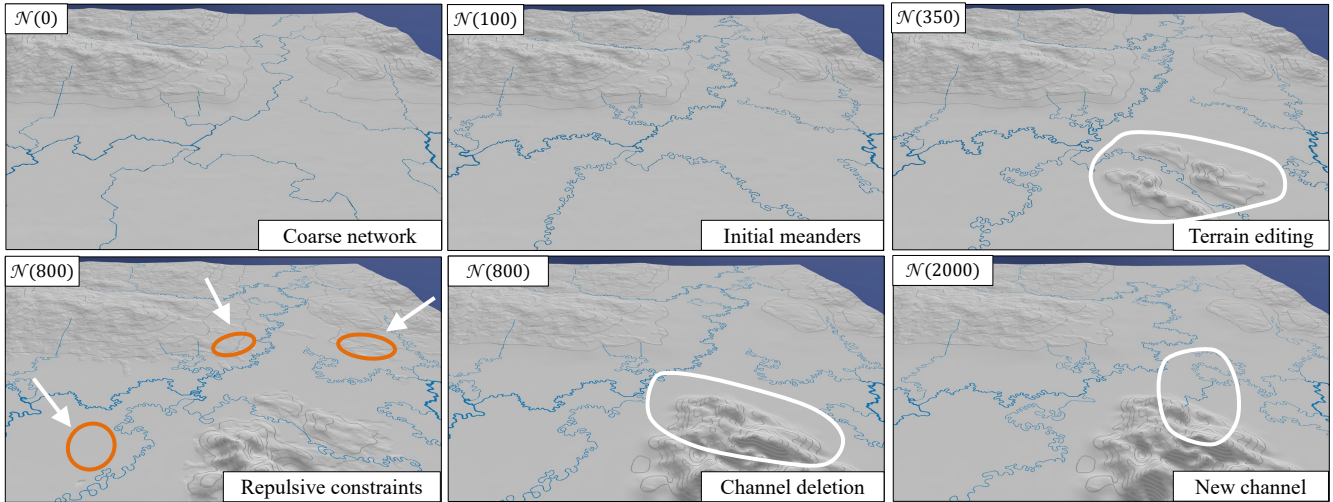 𝒩(0)
Coarse network
𝒩(100)
Initial meanders
𝒩(350)
Terrain editing
𝒩(800)
Repulsive constraints
𝒩(800)
Channel deletion
𝒩(2000)
New channel